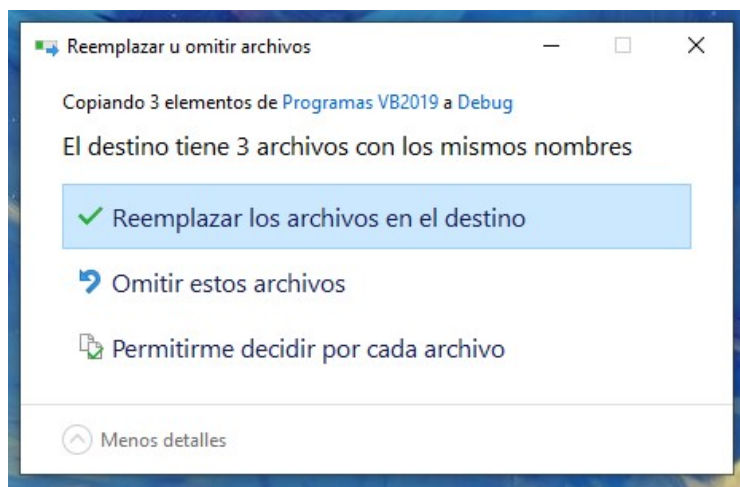 Reemplazar u omitir archivos
Copiando 3 elementos de Programas VB2019 a Debug
El destino tiene 3 archivos con los mismos nombres
Reemplazar los archivos en el destino
Omitir estos archivos
Permitirme decidir por cada archivo
Menos detalles